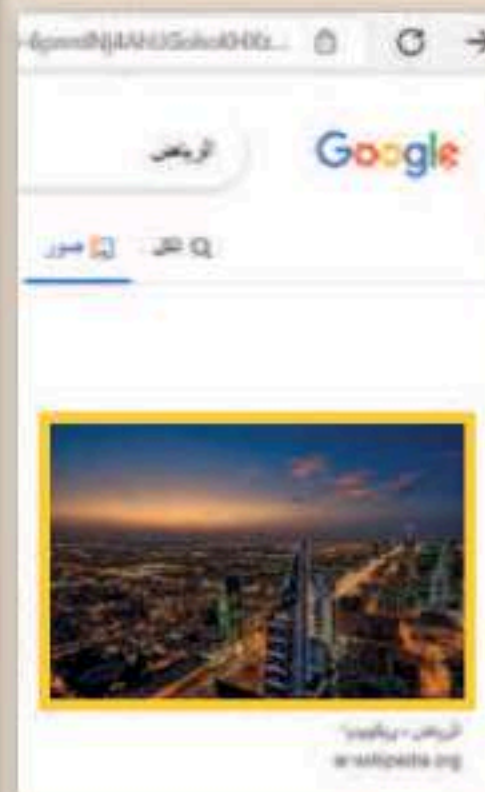 Google
الرياض
الكل
صور
الرياض - ويكيبيديا
ar.wikipedia.org